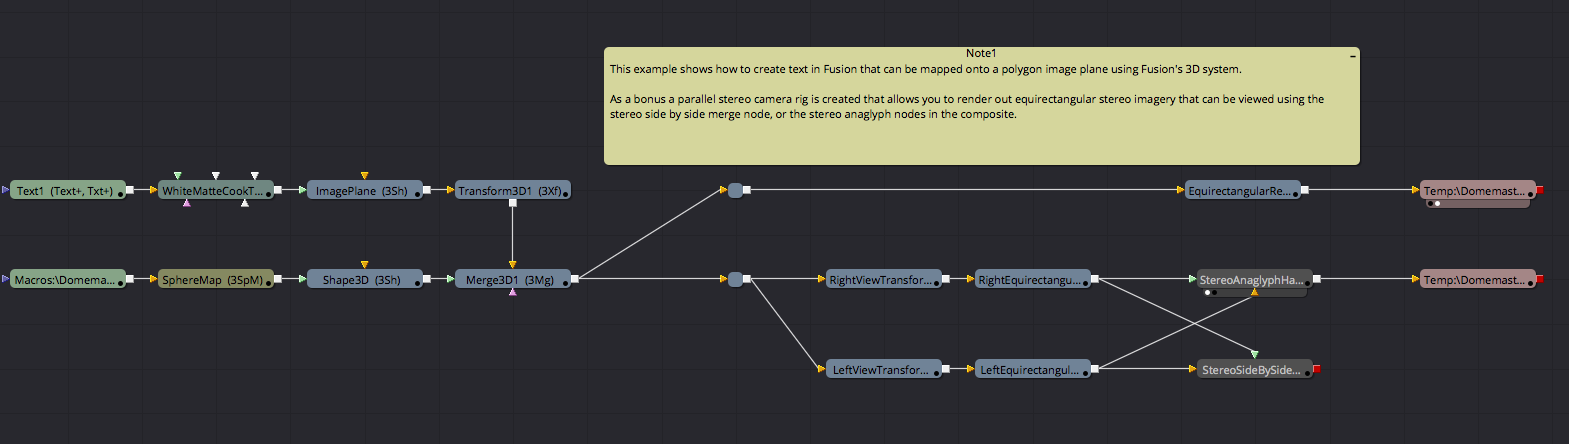 Note1
This example shows how to create text in Fusion that can be mapped onto a polygon image plane using Fusion's 3D system.
As a bonus a parallel stereo camera rig is created that allows you to render out equirectangular stereo imagery that can be viewed using the
stereo side by side merge node, or the stereo anaglyph nodes in the composite.
Text1 (Text+, Txt+)
WhiteMatteCookT...
ImagePlane (3Sh)
Transform3D1 (3Xf)
EquirectangularRe...
Temp:\Domemast...
Macros:\Domema...
SphereMap (3SpM)
Shape3D (3Sh)
Merge3D1 (3Mg)
RightViewTransfor...
RightEquirectangu...
StereoAnaglyphHa...
Temp:\Domemast...
LeftViewTransfor...
LeftEquirectangul...
StereoSideBySide...